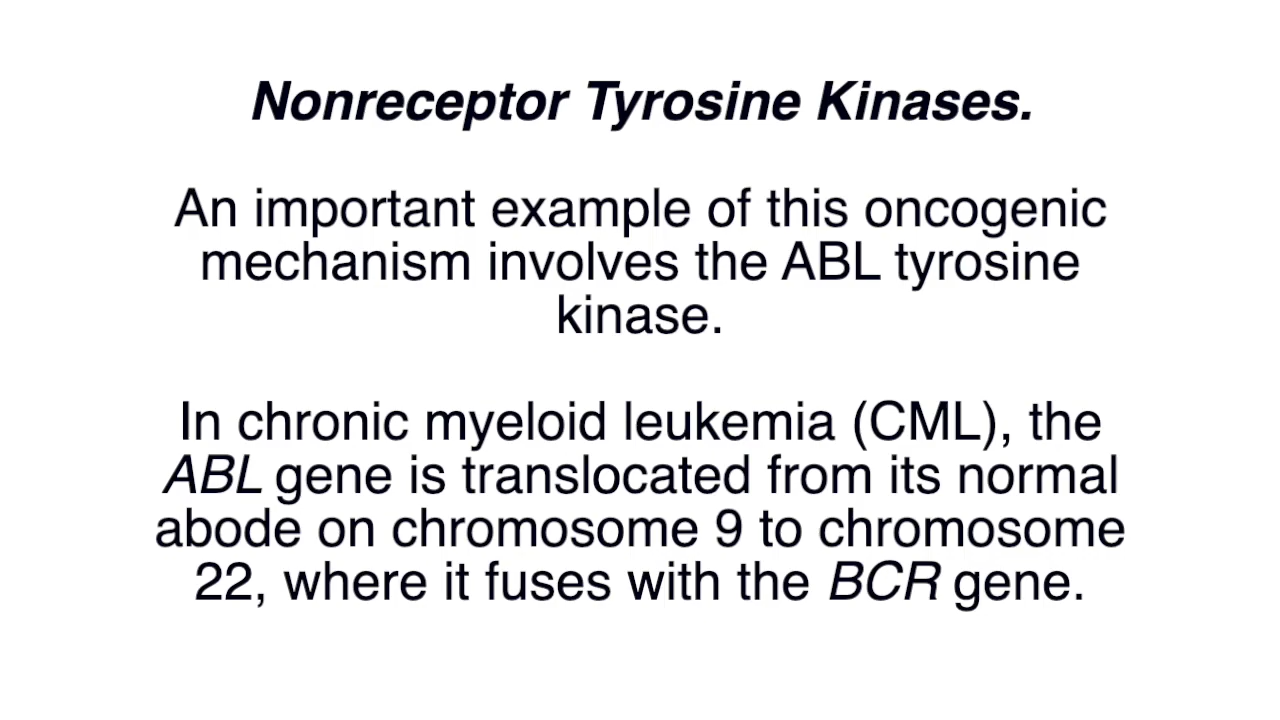 Nonreceptor Tyrosine Kinases.
An important example of this oncogenic
mechanism involves the ABL tyrosine
kinase.
In chronic myeloid leukemia (CML), the
ABL gene is translocated from its normal
abode on chromosome 9 to chromosome
22, where it fuses with the BCR gene.